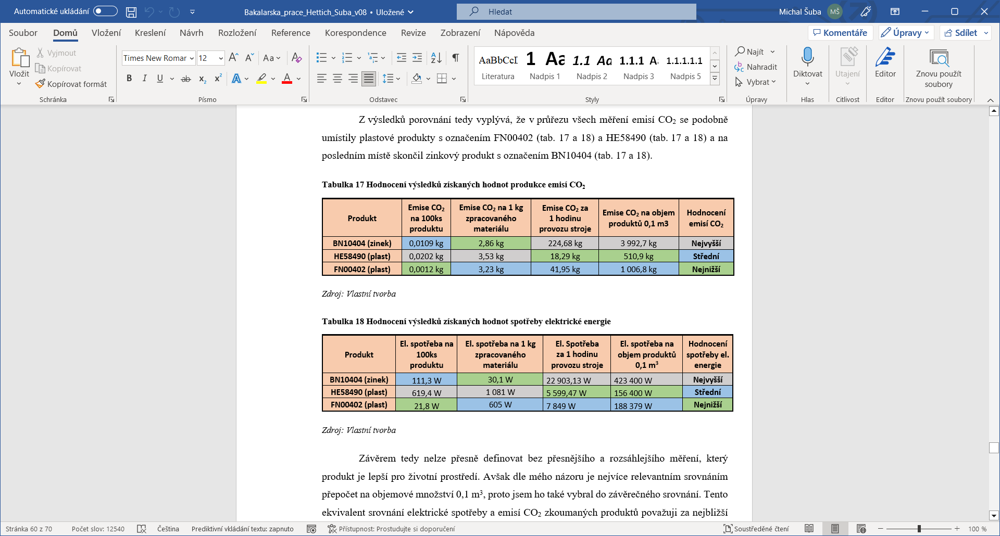 Automatické ukládání
Bakalarska_prace_Hettich_Suba_v08 • Uložené
Hledat
Michal Šuba
MŠ
Soubor Domů Vložení Kreslení Návrh Rozložení Reference Korespondence Revize Zobrazení Nápověda
Komentáře Úpravy Sdílet
Vložit
Vyjmout
Kopírovat
Kopírovat formát
Schránka
Times New Romar 12
Písmo
Odstavec
AaBbCcI 1 Aa 1.1 Aa 1.1.1 Aa 1.1.1.1.1
Literatura Nadpis 1 Nadpis 2 Nadpis 3 Nadpis 5
Styly
Najít
Nahradit
Vybrat
Úpravy
Diktovat
Hlas
Utajení
Citlivost
Editor
Editor
Znovu použít
soubory
Znovu použít soubory
Z výsledků porovnání tedy vyplývá, že v průřezu všech měření emisí CO₂ se podobně
umístily plastové produkty s označením FN00402 (tab. 17 a 18) a HE58490 (tab. 17 a 18) a na
posledním místě skončil zinkový produkt s označením BN10404 (tab. 17 a 18).
Tabulka 17 Hodnocení výsledků získaných hodnot produkce emisí CO₂
Produkt
Emise CO₂
na 100ks
produktu
Emise CO₂ na 1 kg
zpracovaného
materiálu
Emise CO₂ za
1 hodinu
provozu stroje
Emise CO₂ na objem
produktů 0,1 m3
Hodnocení
emisí CO₂
BN10404 (zinek) 0,0109 kg 2,86 kg 224,68 kg 3 992,7 kg Nejvyšší
HE58490 (plast) 0,0202 kg 3,53 kg 18,29 kg 510,9 kg Střední
FN00402 (plast) 0,0012 kg 3,23 kg 41,95 kg 1 006,8 kg Nejnižší
Zdroj: Vlastní tvorba
Tabulka 18 Hodnocení výsledků získaných hodnot spotřeby elektrické energie
Produkt
El. spotřeba na
100ks
produktu
El. spotřeba na 1 kg
zpracovaného
materiálu
El. Spotřeba
za 1 hodinu
provozu stroje
El. spotřeba na
objem produktů
0,1 m³
Hodnocení
spotřeby el.
energie
BN10404 (zinek) 111,3 W 30,1 W 22 903,13 W 423 400 W Nejvyšší
HE58490 (plast) 619,4 W 1 081 W 5 599,47 W 156 400 W Střední
FN00402 (plast) 21,8 W 605 W 7 849 W 188 379 W Nejnižší
Zdroj: Vlastní tvorba
Závěrem tedy nelze přesně definovat bez přesnějšího a rozsáhlejšího měření, který
produkt je lepší pro životní prostředí. Avšak dle mého názoru je nejvíce relevantním srovnáním
přepočet na objemové množství 0,1 m³, proto jsem ho také vybral do závěrečného srovnání. Tento
ekvivalent srovnání elektrické spotřeby a emisí CO₂ zkoumaných produktů považuji za nejbližší
Stránka 60 z 70 Počet slov: 12540 Čeština Prediktivní vkládání textu: zapnuto Přístupnost: Prostudujte si doporučení Soustředěné čtení 100 %